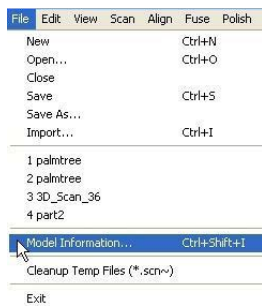 File Edit View Scan Align Fuse Polish
New Ctrl+N
Open... Ctrl+O
Close
Save Ctrl+S
Save As...
Import... Ctrl+I
1 palmtree
2 palmtree
3 3D_Scan_36
4 part2
Model Information... Ctrl+Shift+I
Cleanup Temp Files (*.scn~)
Exit